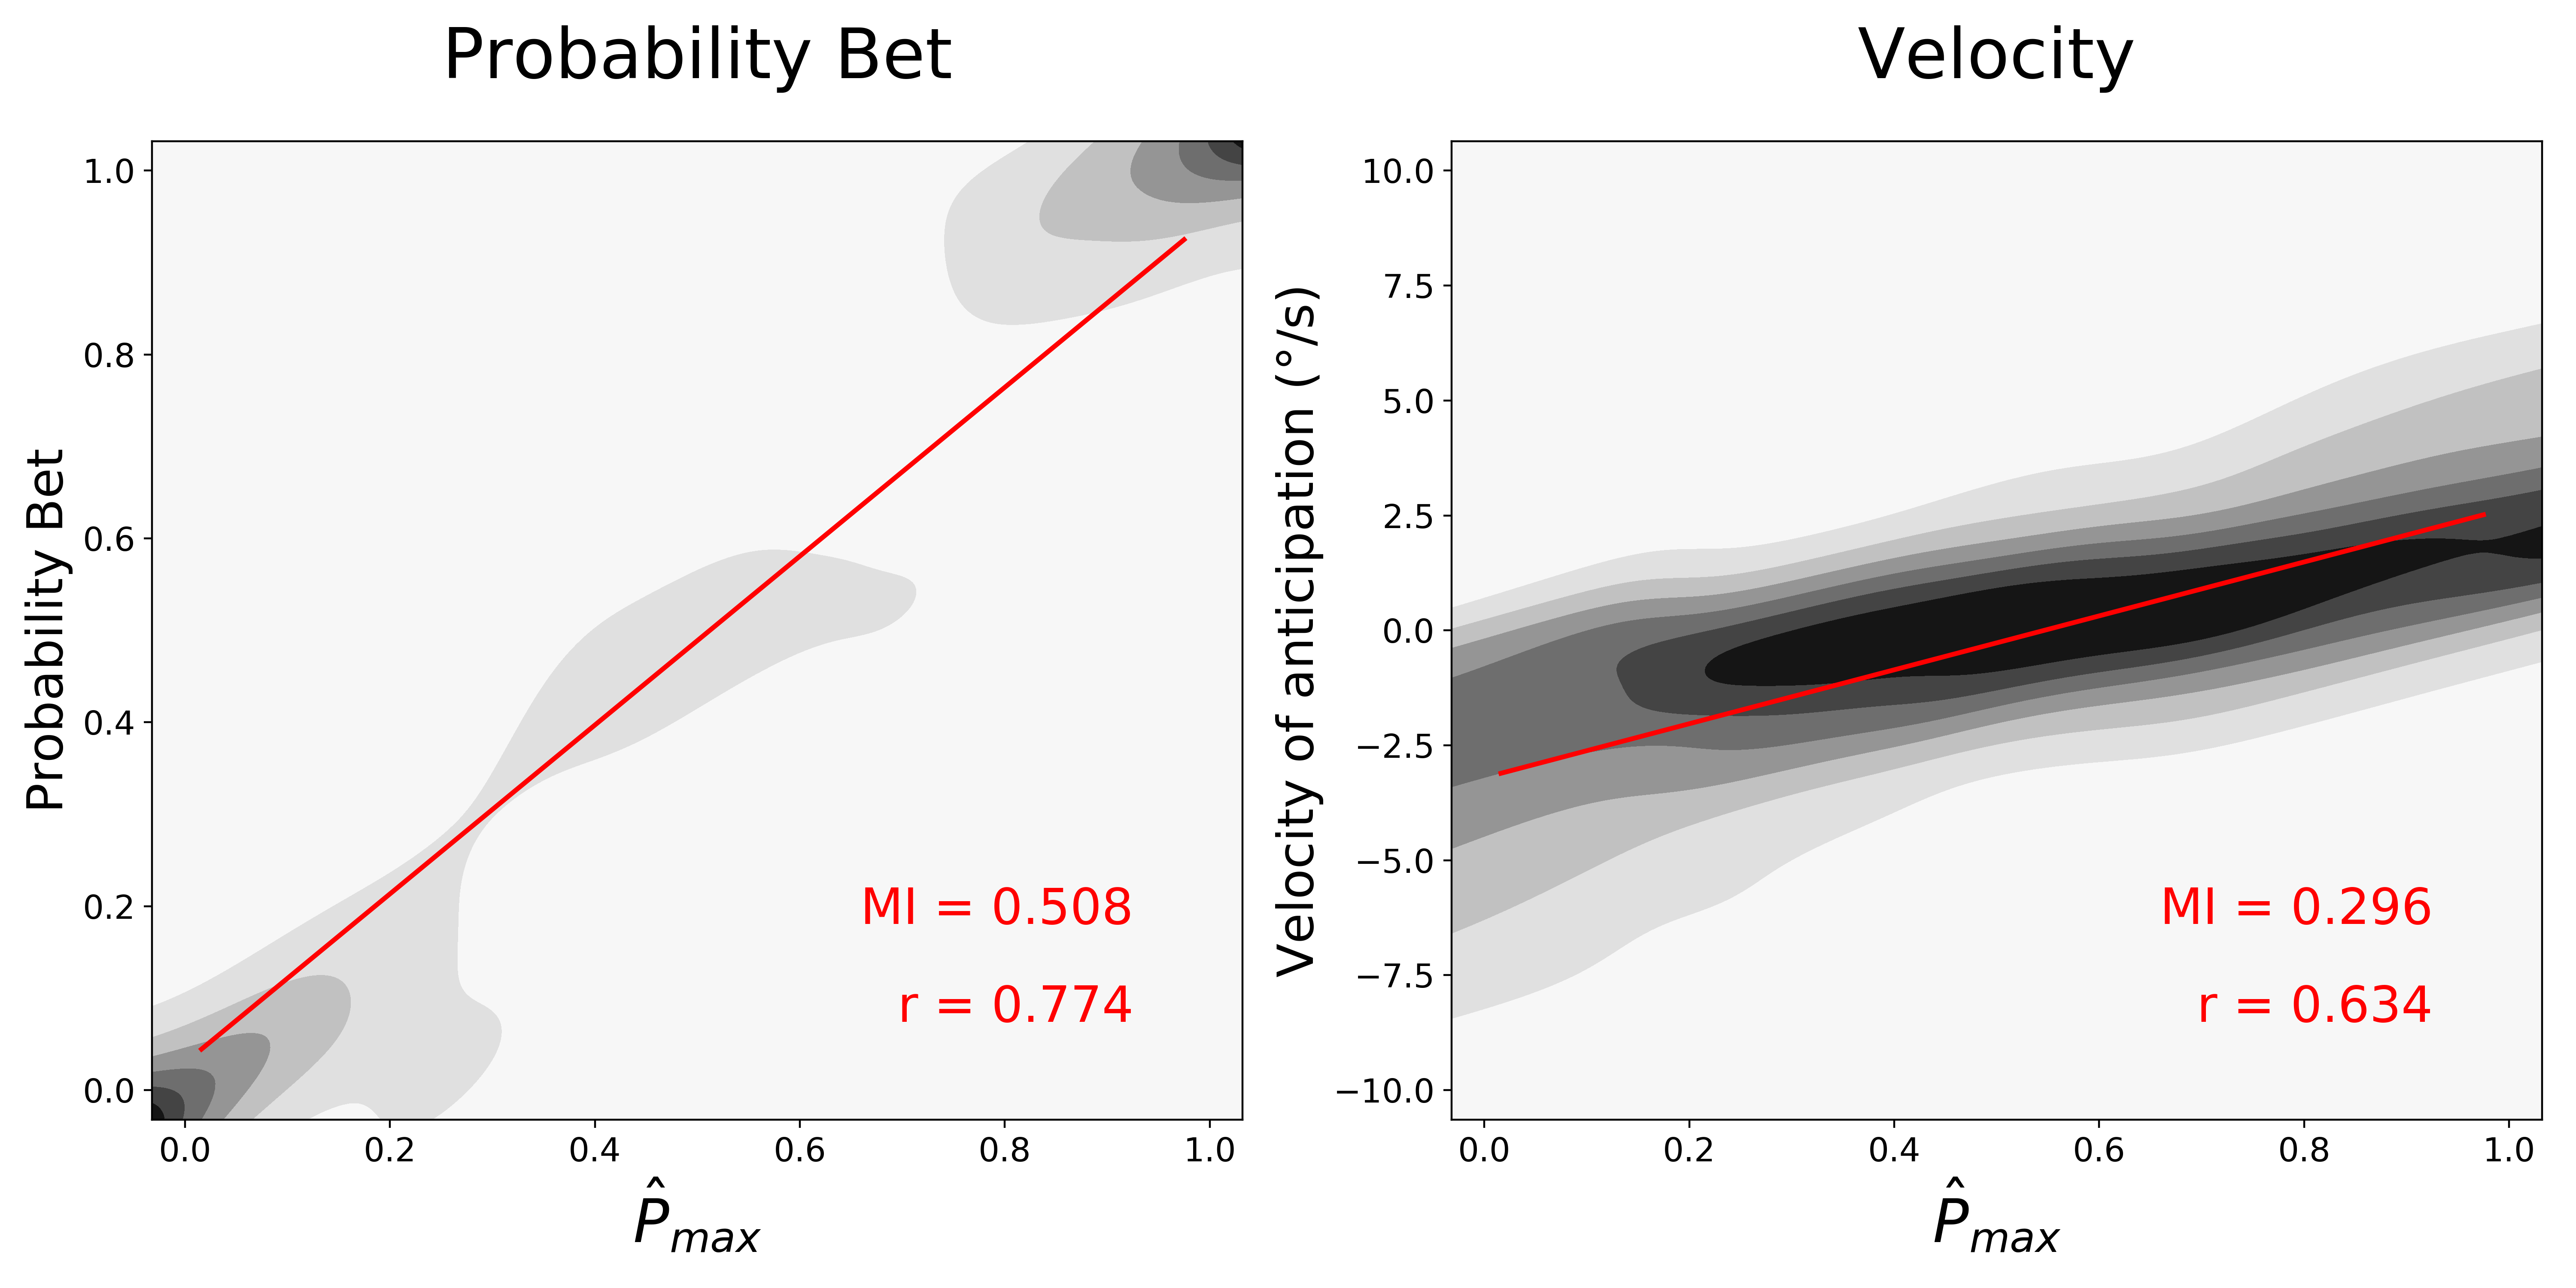 Probability Bet
Probability Bet
1.0
0.8
0.6
0.4
0.2
0.0
MI = 0.508
r = 0.774
0.0 0.2 0.4 0.6 0.8 1.0
P̂max
Velocity
Velocity of anticipation (°/s)
10.0
7.5
5.0
2.5
0.0
−2.5
−5.0
−7.5
−10.0
MI = 0.296
r = 0.634
0.0 0.2 0.4 0.6 0.8 1.0
P̂max